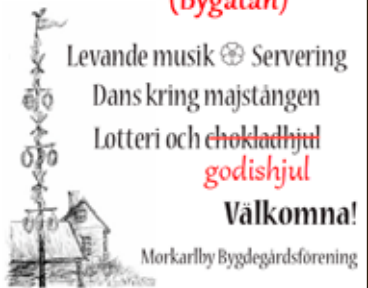 (Bygatan)
Levande musik Servering
Dans kring majstången
Lotteri och chokladhjul
godishjul
Välkomna!
Morkarlby Bygdegårdsförening